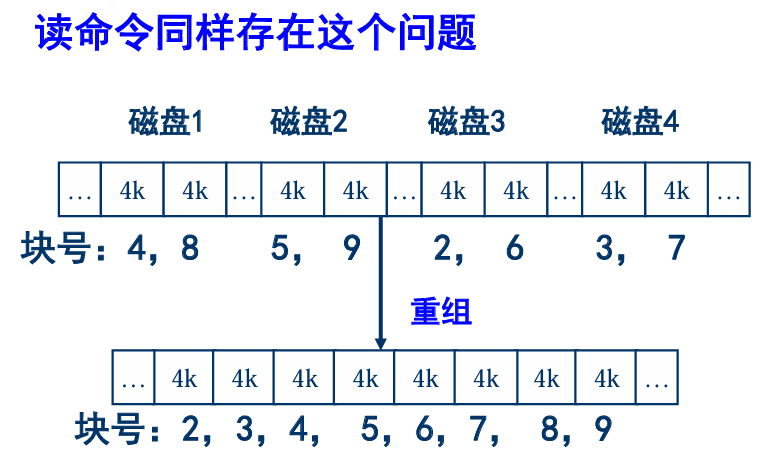 读命令同样存在这个问题
磁盘1 磁盘2 磁盘3 磁盘4
… 4k 4k … 4k 4k … 4k 4k … 4k 4k …
块号：4，8 5， 9 2， 6 3， 7
重组
… 4k 4k 4k 4k 4k 4k 4k 4k …
块号：2，3，4， 5，6，7， 8，9